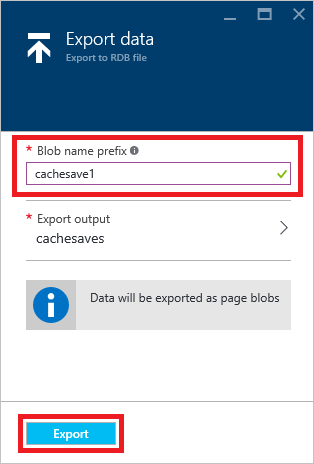 Export data
Export to RDB file
* Blob name prefix
cachesave1
* Export output
cachesaves
Data will be exported as page blobs
Export